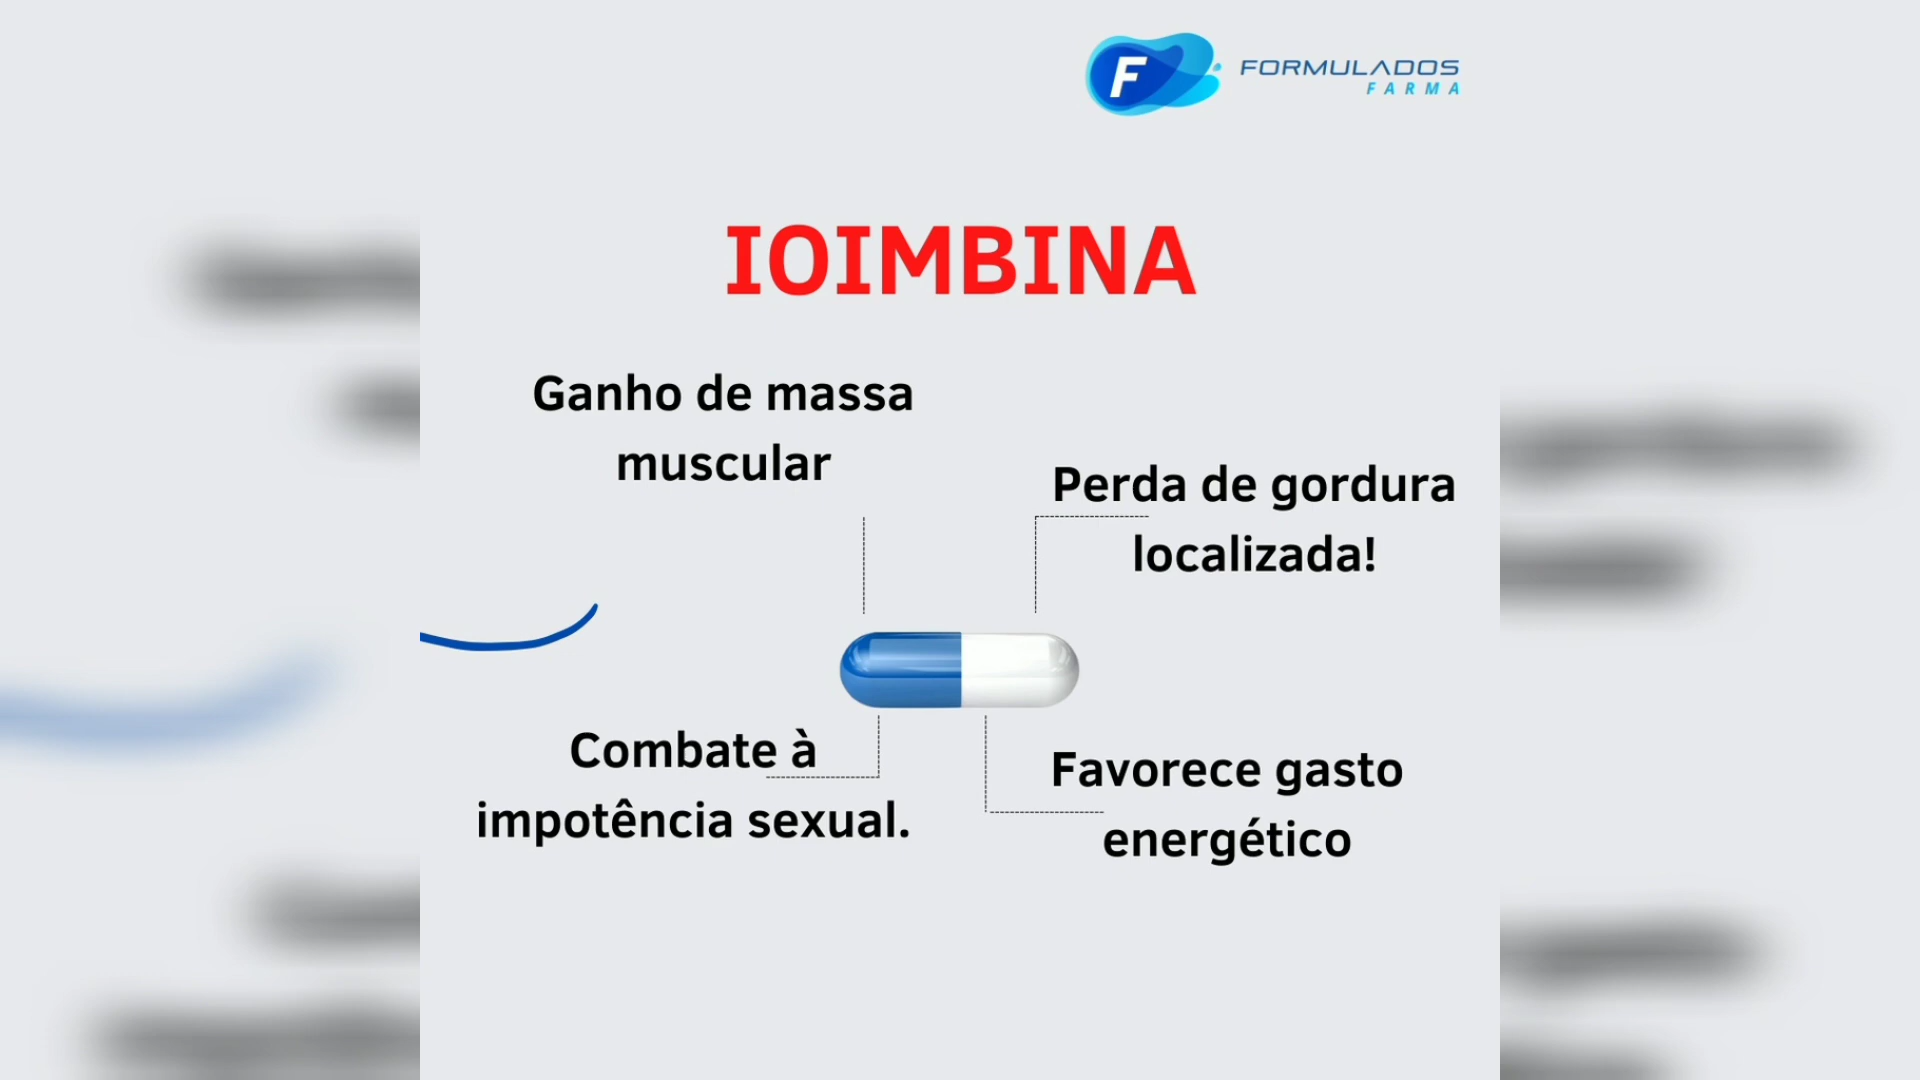 F
FORMULADOS
FARMA
IOIMBINA
Ganho de massa
muscular
Perda de gordura
localizada!
Combate à
impotência sexual.
Favorece gasto
energético